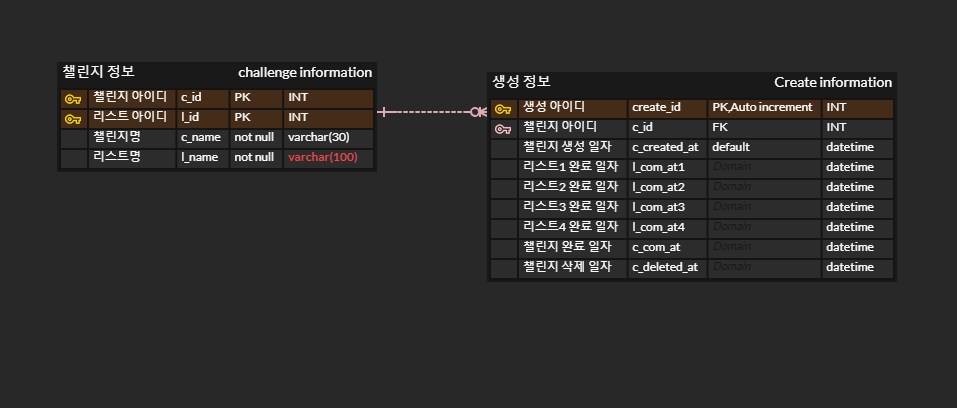 챌린지 정보 challenge information
챌린지 아이디 c_id PK INT
리스트 아이디 l_id PK INT
챌린지명 c_name not null varchar(30)
리스트명 l_name not null varchar(100)
생성 정보 Create information
생성 아이디 create_id PK,Auto increment INT
챌린지 아이디 c_id FK INT
챌린지 생성 일자 c_created_at default datetime
리스트1 완료 일자 l_com_at1 Domain datetime
리스트2 완료 일자 l_com_at2 Domain datetime
리스트3 완료 일자 l_com_at3 Domain datetime
리스트4 완료 일자 l_com_at4 Domain datetime
챌린지 완료 일자 c_com_at Domain datetime
챌린지 삭제 일자 c_deleted_at Domain datetime